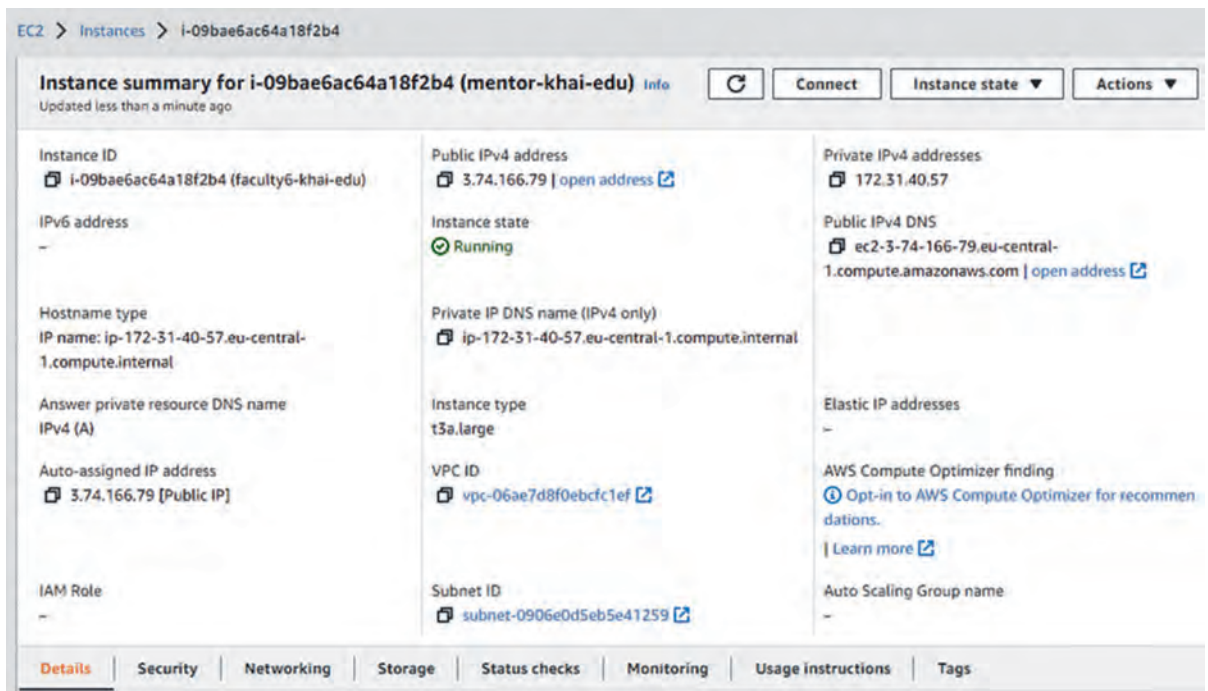 EC2 > Instances > i-09bae6ac64a18f2b4
Instance summary for i-09bae6ac64a18f2b4 (mentor-khai-edu) Info
Connect
Instance state ▼
Actions ▼
Updated less than a minute ago
Instance ID
i-09bae6ac64a18f2b4 (faculty6-khai-edu)
Public IPv4 address
3.74.166.79 | open address
Private IPv4 addresses
172.31.40.57
IPv6 address
–
Instance state
Running
Public IPv4 DNS
ec2-3-74-166-79.eu-central-
1.compute.amazonaws.com | open address
Hostname type
IP name: ip-172-31-40-57.eu-central-
1.compute.internal
Private IP DNS name (IPv4 only)
ip-172-31-40-57.eu-central-1.compute.internal
Answer private resource DNS name
IPv4 (A)
Instance type
t3a.large
Elastic IP addresses
–
Auto-assigned IP address
3.74.166.79 [Public IP]
VPC ID
vpc-06ae7d8f0ebcfc1ef
AWS Compute Optimizer finding
Opt-in to AWS Compute Optimizer for recommen
dations.
| Learn more
IAM Role
–
Subnet ID
subnet-0906e0d5eb5e41259
Auto Scaling Group name
–
Details | Security | Networking | Storage | Status checks | Monitoring | Usage instructions | Tags